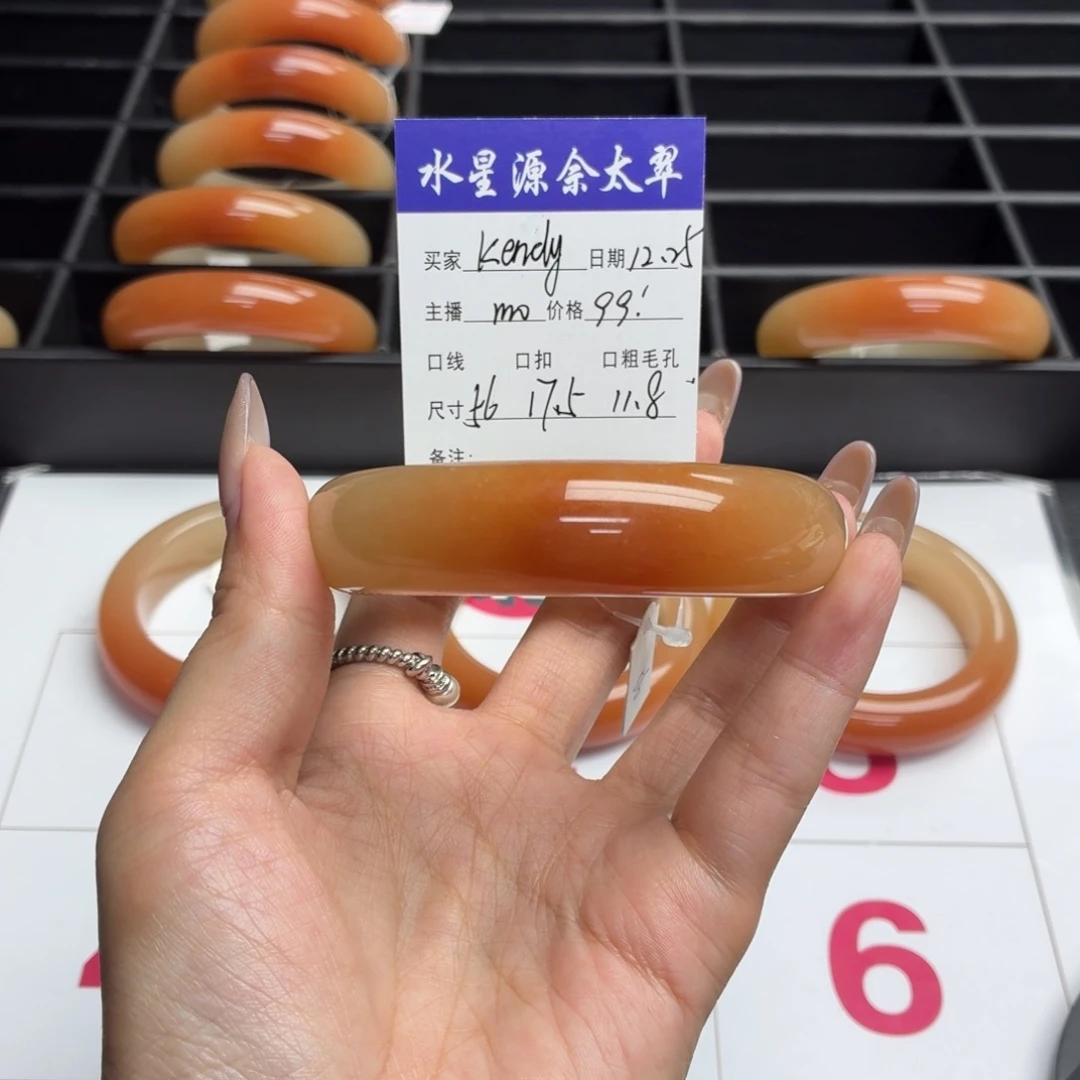 水星源佘太翠
买家 Kendy 日期 12.25
主播 mo 价格 99!
口线 口扣 口粗毛孔
尺寸 56 17.5 11.8
备注:
6